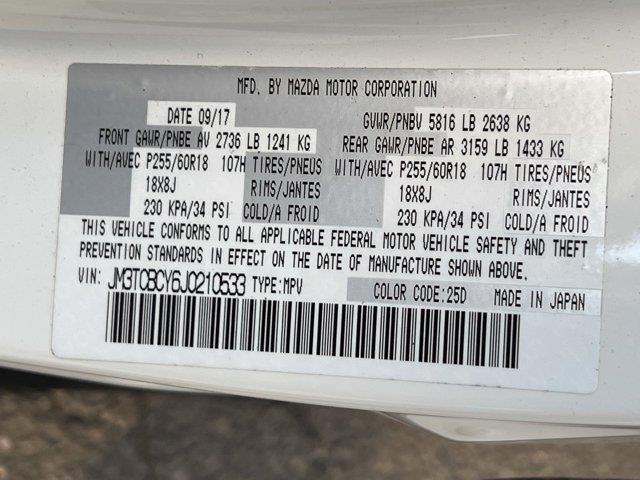 MFD. BY MAZDA MOTOR CORPORATION
DATE 09/17 GVWR/PNBV 5816 LB 2638 KG
FRONT GAWR/PNBE AV 2736 LB 1241 KG REAR GAWR/PNBE AR 3159 LB 1433 KG
WITH/AVEC P255/60R18 107H TIRES/PNEUS WITH/AVEC P255/60R18 107H TIRES/PNEUS
18X8J RIMS/JANTES 18X8J RIMS/JANTES
230 KPA/34 PSI COLD/A FROID 230 KPA/34 PSI COLD/A FROID
THIS VEHICLE CONFORMS TO ALL APPLICABLE FEDERAL MOTOR VEHICLE SAFETY AND THEFT
PREVENTION STANDARDS IN EFFECT ON THE DATE OF MANUFACTURE SHOWN ABOVE.
VIN: JM3TCBCY6J0210533 TYPE:MPV COLOR CODE:25D MADE IN JAPAN